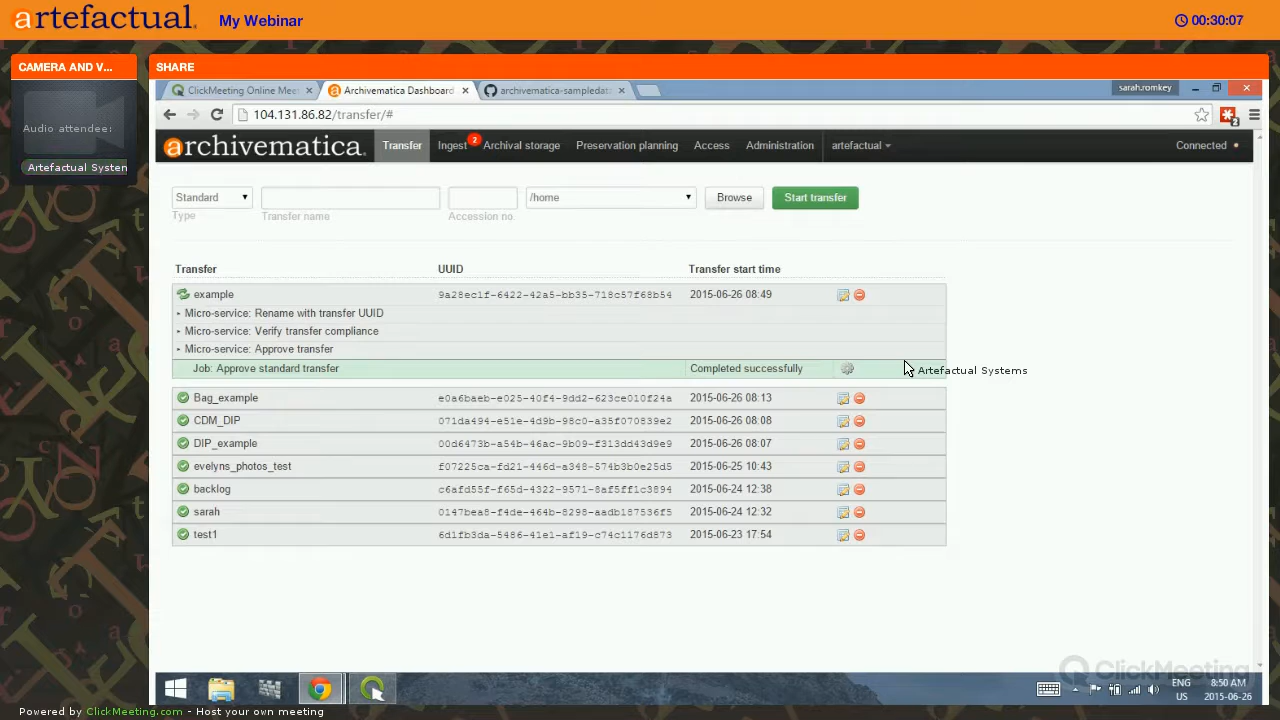 artefactual. My Webinar 00:30:07
CAMERA AND V... SHARE
ClickMeeting Online Meet × Archivematica Dashboard × archivematica-sampledat × sarah.romkey
104.131.86.82/transfer/# 2
archivematica. Transfer Ingest 2 Archival storage Preservation planning Access Administration artefactual Connected
Audio attendee:
Artefactual System
Standard /home Browse Start transfer
Type Transfer name Accession no.
Transfer UUID Transfer start time
example 9a28ec1f-6422-42a5-bb35-718c57f68b54 2015-06-26 08:49
Micro-service: Rename with transfer UUID
Micro-service: Verify transfer compliance
Micro-service: Approve transfer
Job: Approve standard transfer Completed successfully Artefactual Systems
Bag_example e0a6baeb-e025-40f4-9dd2-623ce010f24a 2015-06-26 08:13
CDM_DIP 071da494-e51e-4d9b-98c0-a35f070839e2 2015-06-26 08:08
DIP_example 00d6473b-a54b-46ac-9b09-f313dd43d9e9 2015-06-26 08:07
evelyns_photos_test f07225ca-fd21-446d-a348-574b3b0e25d5 2015-06-25 10:43
backlog c6afd55f-f65d-4322-9571-8af5ff1c3894 2015-06-24 12:38
sarah 0147bea8-f4de-464b-8298-aadb187536f5 2015-06-24 12:32
test1 6d1fb3da-5486-41e1-af19-c74c1176d873 2015-06-23 17:54
ClickMeeting
ENG 8:50 AM
US 2015-06-26
Powered by ClickMeeting.com - Host your own meeting